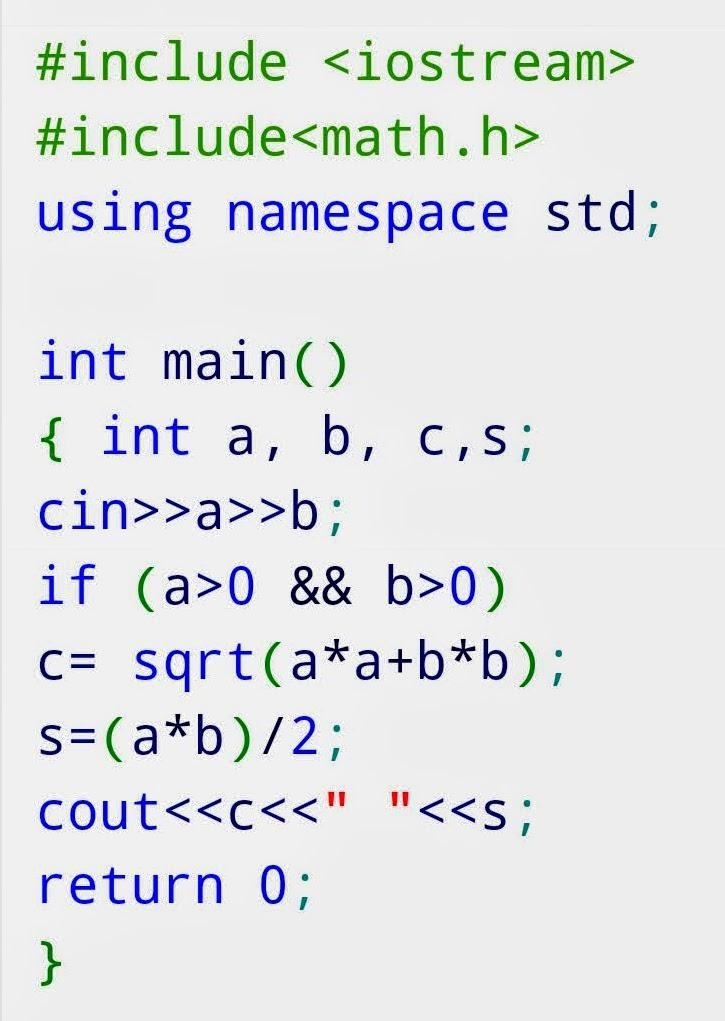 #include <iostream>
#include<math.h>
using namespace std;
int main()
{ int a, b, c,s;
cin>>a>>b;
if (a>0 && b>0)
c= sqrt(a*a+b*b);
s=(a*b)/2;
cout<<c<<" "<<s;
return 0;
}